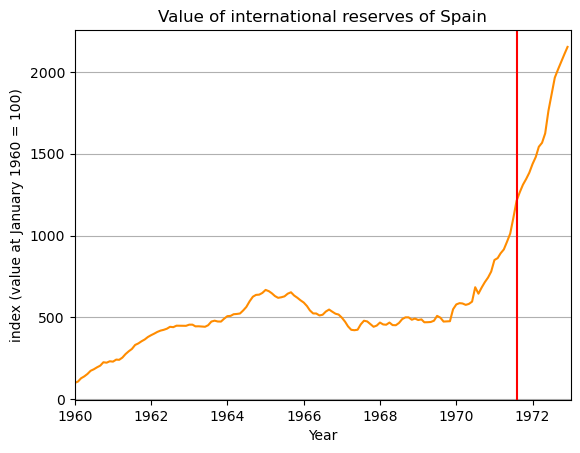 Value of international reserves of Spain
index (value at January 1960 = 100)
2000
1500
1000
500
0
1960 1962 1964 1966 1968 1970 1972
Year